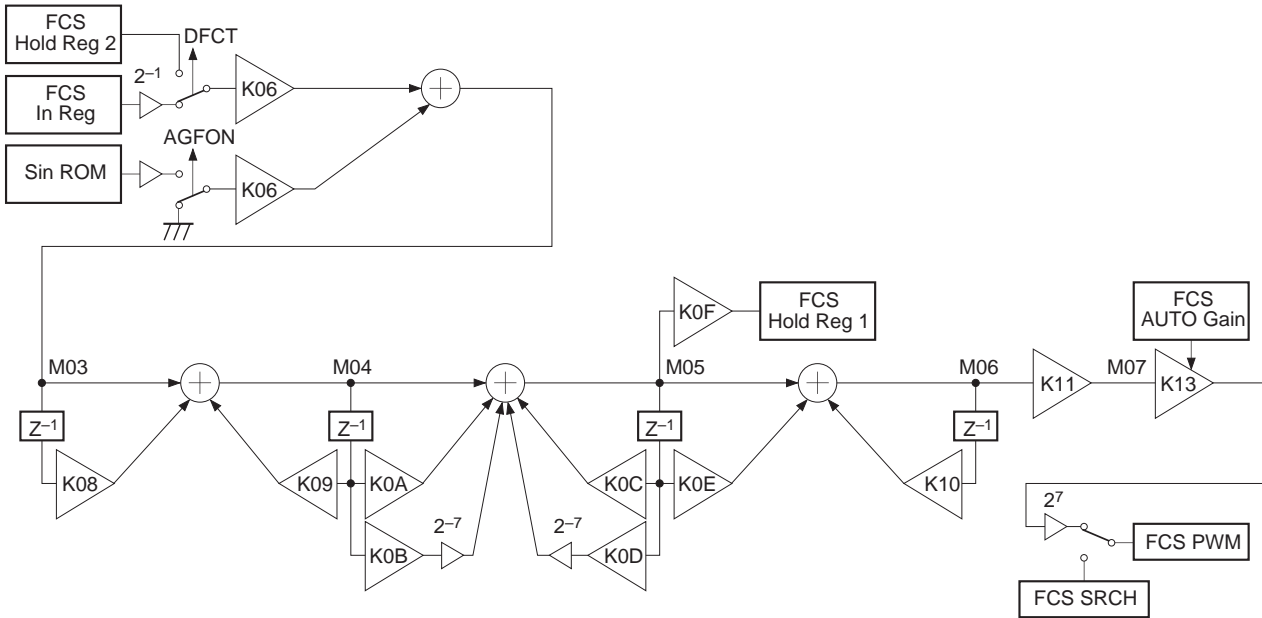 FCS
Hold Reg 2
DFCT
2–1
FCS
In Reg
K06
AGFON
Sin ROM
K06
FCS
Hold Reg 1
K0F
FCS
AUTO Gain
M03
M04
M05
M06
K11
M07
K13
Z–1
Z–1
Z–1
Z–1
K08
K09
K0A
K0C
K0E
K10
2–7
2–7
K0B
K0D
27
FCS PWM
FCS SRCH